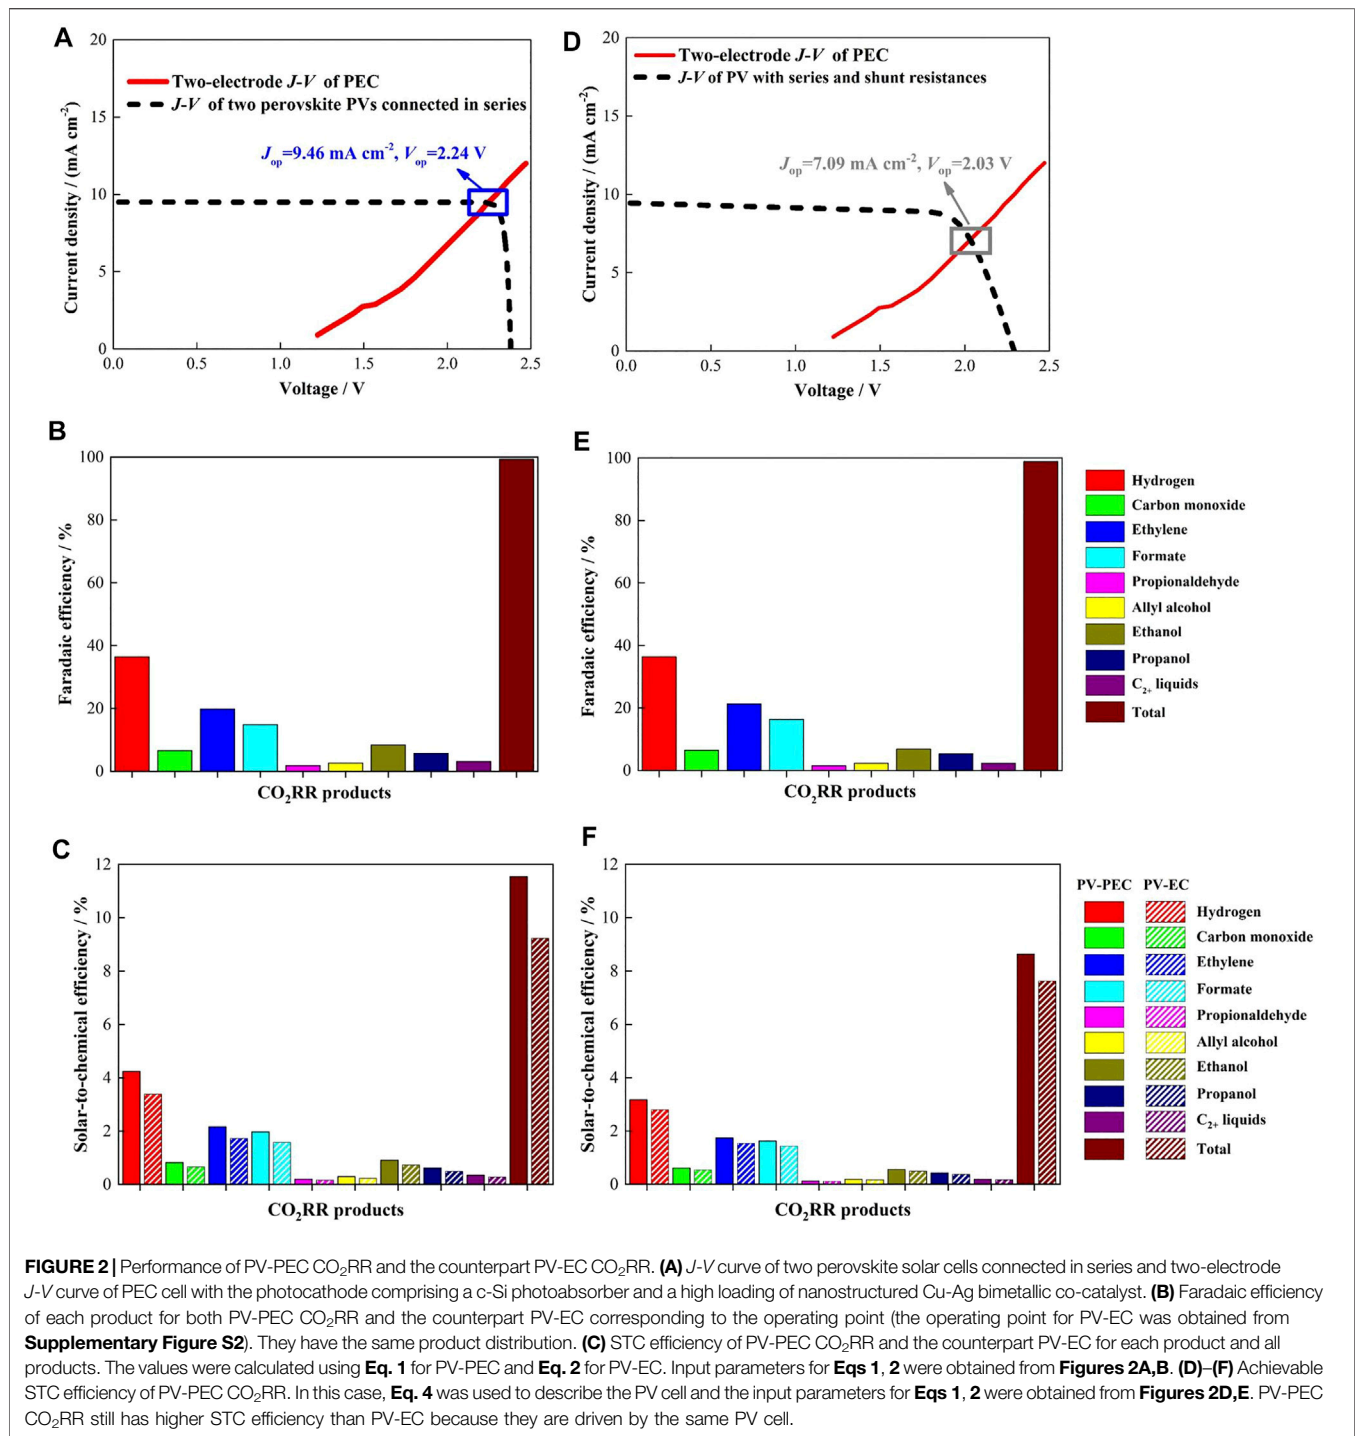 A
20
15
10
5
0
Current density / (mA cm⁻²)
Two-electrode J-V of PEC
J-V of two perovskite PVs connected in series
Jop=9.46 mA cm⁻², Vop=2.24 V
0.0 0.5 1.0 1.5 2.0 2.5
Voltage / V
D
20
15
10
5
0
Current density / (mA cm⁻²)
Two-electrode J-V of PEC
J-V of PV with series and shunt resistances
Jop=7.09 mA cm⁻², Vop=2.03 V
0.0 0.5 1.0 1.5 2.0 2.5
Voltage / V
B
100
80
60
40
20
0
Faradaic efficiency / %
CO₂RR products
E
100
80
60
40
20
0
Faradaic efficiency / %
CO₂RR products
Hydrogen
Carbon monoxide
Ethylene
Formate
Propionaldehyde
Allyl alcohol
Ethanol
Propanol
C₂₊ liquids
Total
C
12
10
8
6
4
2
0
Solar-to-chemical efficiency / %
CO₂RR products
F
12
10
8
6
4
2
0
Solar-to-chemical efficiency / %
CO₂RR products
PV-PEC PV-EC
Hydrogen
Carbon monoxide
Ethylene
Formate
Propionaldehyde
Allyl alcohol
Ethanol
Propanol
C₂₊ liquids
Total
FIGURE 2 | Performance of PV-PEC CO₂RR and the counterpart PV-EC CO₂RR. (A) J-V curve of two perovskite solar cells connected in series and two-electrode
J-V curve of PEC cell with the photocathode comprising a c-Si photoabsorber and a high loading of nanostructured Cu-Ag bimetallic co-catalyst. (B) Faradaic efficiency
of each product for both PV-PEC CO₂RR and the counterpart PV-EC corresponding to the operating point (the operating point for PV-EC was obtained from
Supplementary Figure S2). They have the same product distribution. (C) STC efficiency of PV-PEC CO₂RR and the counterpart PV-EC for each product and all
products. The values were calculated using Eq. 1 for PV-PEC and Eq. 2 for PV-EC. Input parameters for Eqs 1, 2 were obtained from Figures 2A,B. (D)–(F) Achievable
STC efficiency of PV-PEC CO₂RR. In this case, Eq. 4 was used to describe the PV cell and the input parameters for Eqs 1, 2 were obtained from Figures 2D,E. PV-PEC
CO₂RR still has higher STC efficiency than PV-EC because they are driven by the same PV cell.